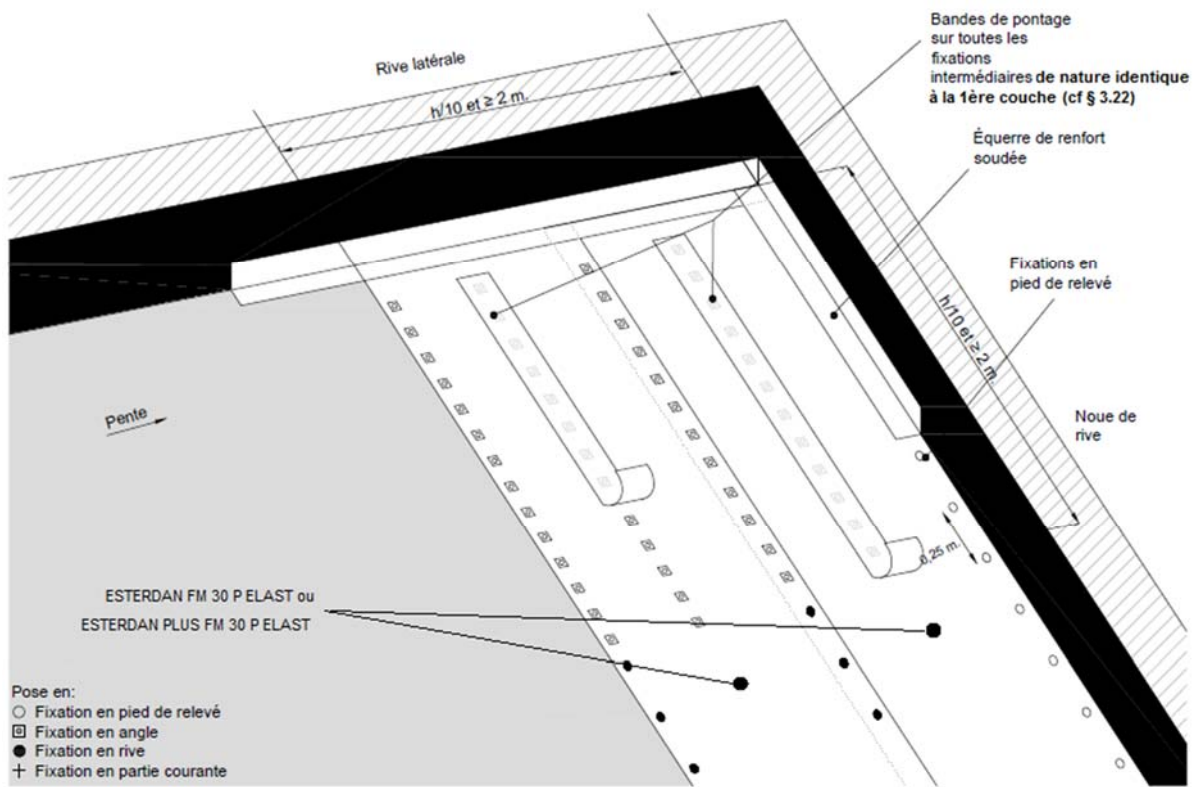 Bandes de pontage
sur toutes les
fixations
intermédiaires de nature identique
à la 1ère couche (cf § 3.22)
Rive latérale
h/10 et ≥ 2 m.
Équerre de renfort
soudée
Fixations en
pied de relevé
h/10 et ≥ 2 m.
Noue de
rive
Pente
0,25 m.
ESTERDAN FM 30 P ELAST ou
ESTERDAN PLUS FM 30 P ELAST
Pose en:
Fixation en pied de relevé
Fixation en angle
Fixation en rive
Fixation en partie courante